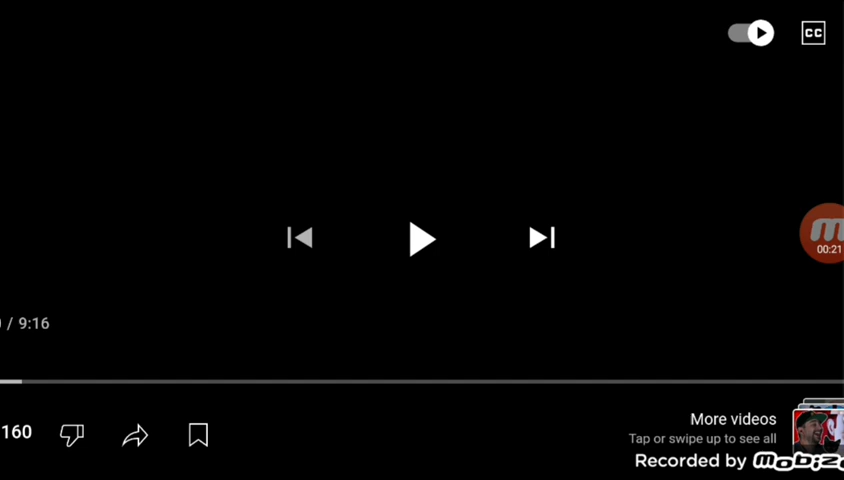 CC
00:21
/ 9:16
160
More videos
Tap or swipe up to see all
Recorded by